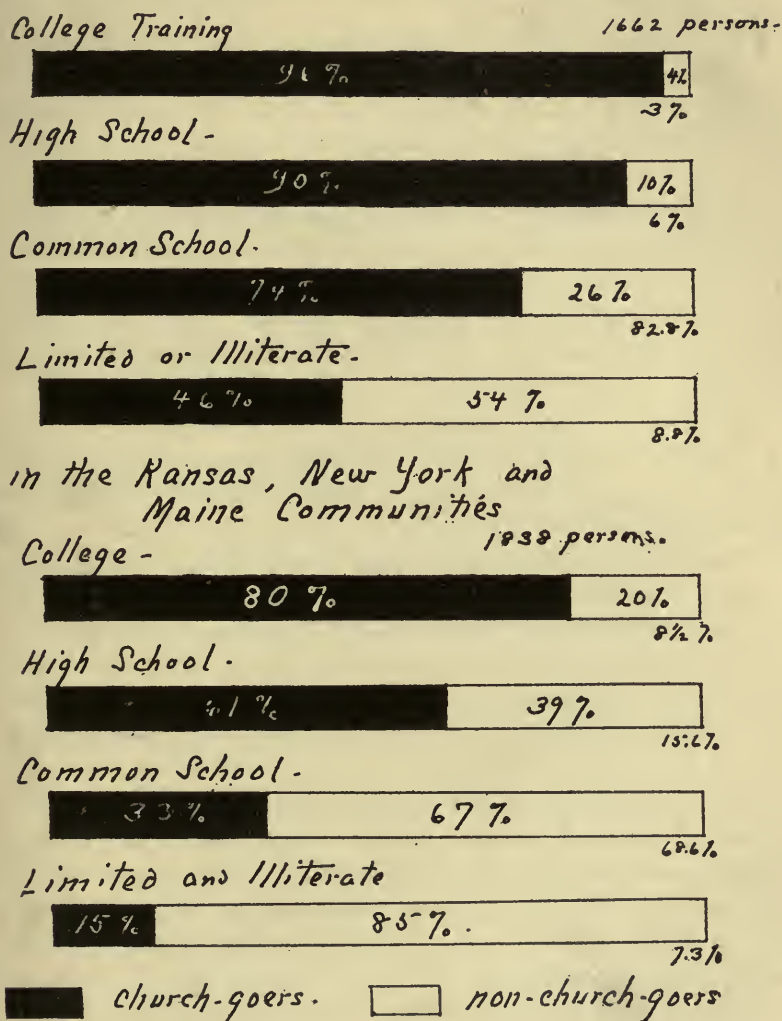 College Training 1662 persons.
96% 4%
3%
High School-
90% 10%
6%
Common School.
74% 26%
82.8%
Limited or Illiterate-
46% 54%
8.8%
in the Kansas, New York and
Maine Communities
1838 persons.
College-
80% 20%
8½%
High School.
61% 39%
15.6%
Common School-
33% 67%
68.6%
Limited and Illiterate
15% 85%.
7.3%
church-goers. non-church-goers